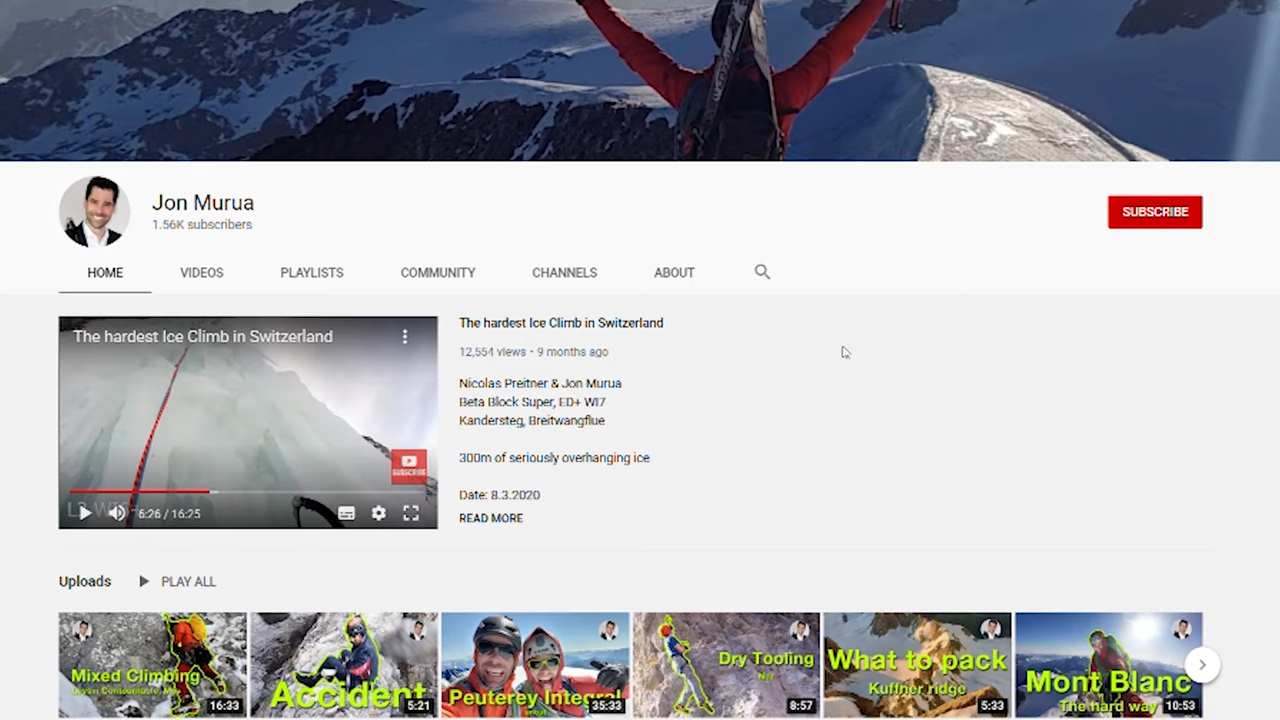 Jon Murua
1.56K subscribers
SUBSCRIBE
HOME
VIDEOS
PLAYLISTS
COMMUNITY
CHANNELS
ABOUT
The hardest Ice Climb in Switzerland
SUBSCRIBE
6:26 / 16:25
The hardest Ice Climb in Switzerland
12,554 views • 9 months ago
Nicolas Preitner & Jon Murua
Beta Block Super, ED+ WI7
Kandersteg, Breitwangflue
300m of seriously overhanging ice
Date: 8.3.2020
READ MORE
Uploads
PLAY ALL
Mixed Climbing
16:33
Accident
5:21
Peuterey Integral
35:33
Dry Tooling
8:57
What to pack
Kuffner ridge
5:33
Mont Blanc
The hard way
10:53